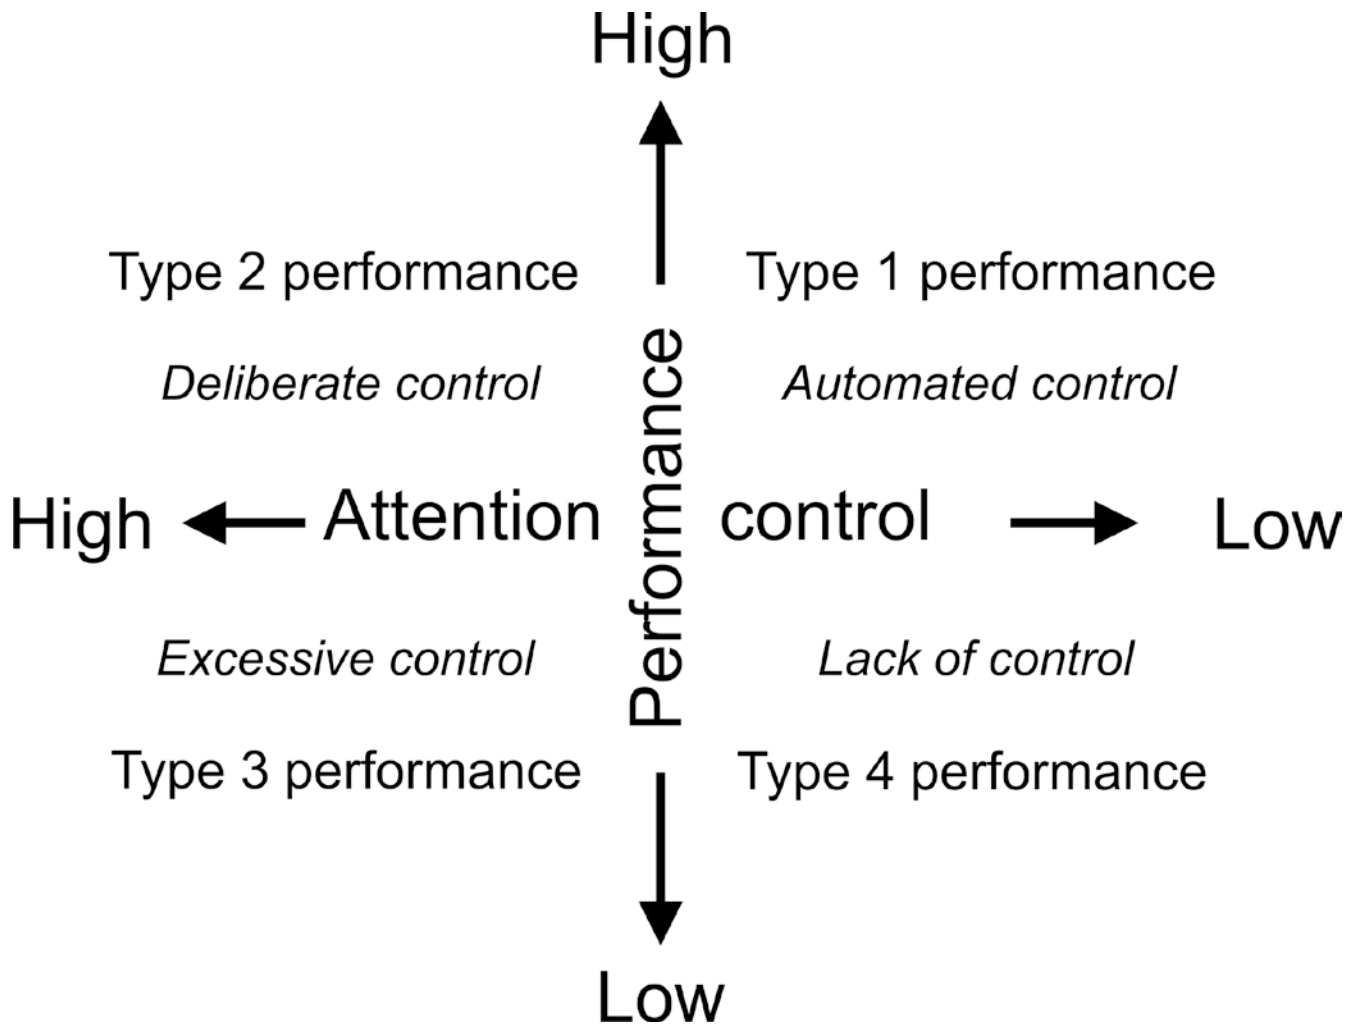 High
Type 2 performance
Type 1 performance
Deliberate control
Automated control
Performance
High
Attention control
Low
Excessive control
Lack of control
Type 3 performance
Type 4 performance
Low